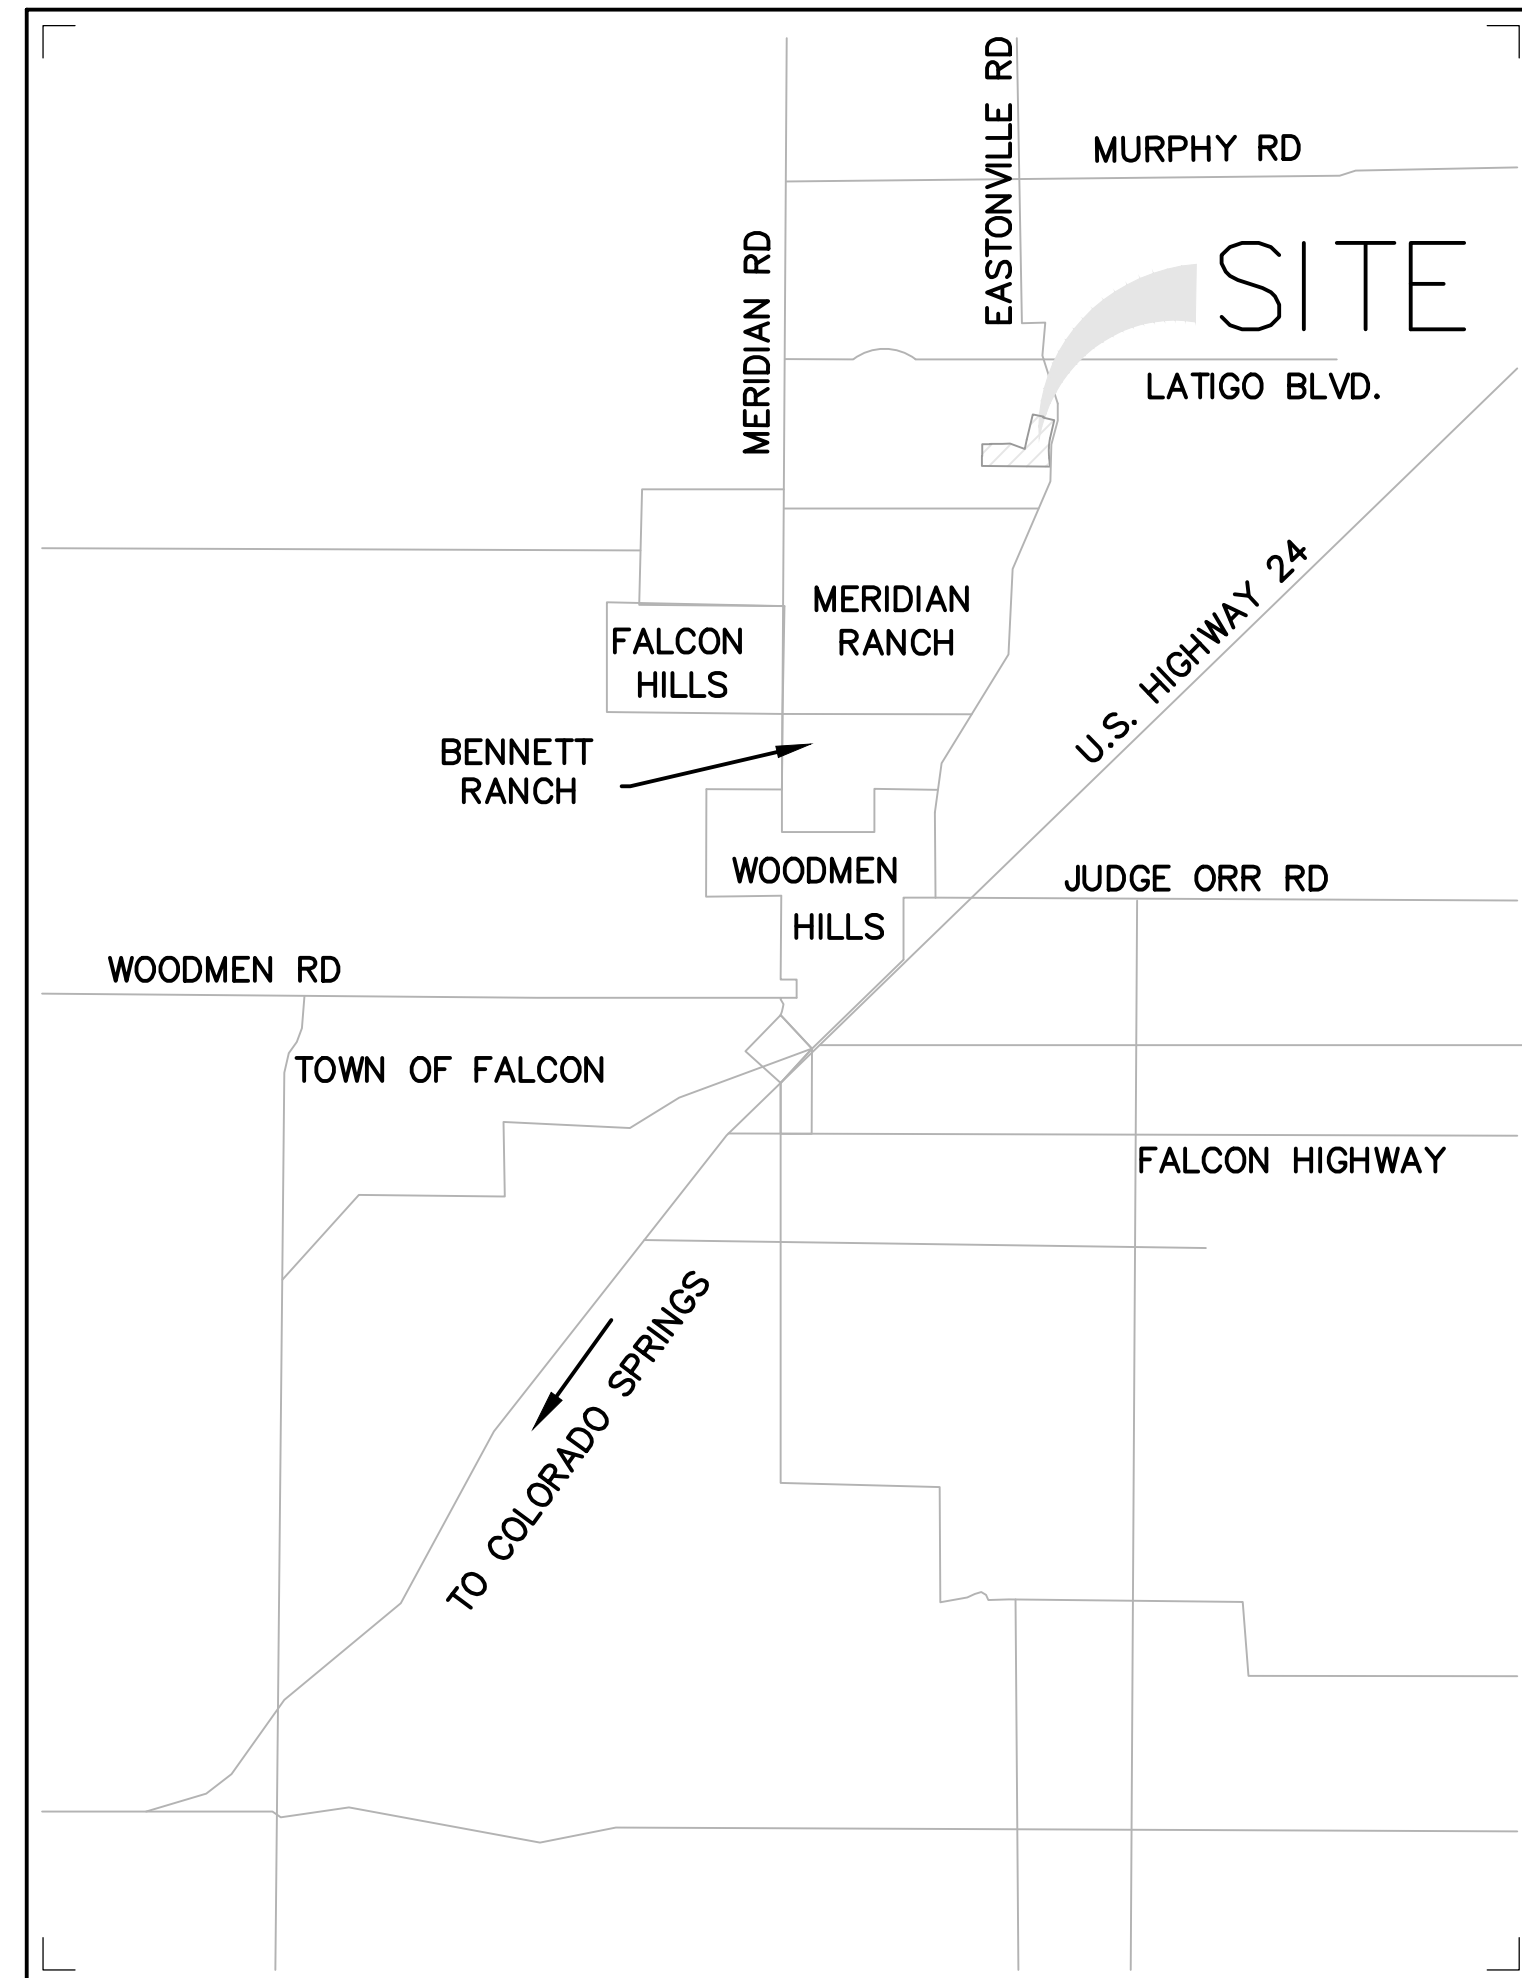 EASTONVILLE RD
MURPHY RD
SITE
MERIDIAN RD
LATIGO BLVD.
MERIDIAN
RANCH
FALCON
HILLS
U.S. HIGHWAY 24
BENNETT
RANCH
WOODMEN
HILLS
JUDGE ORR RD
WOODMEN RD
TOWN OF FALCON
FALCON HIGHWAY
TO COLORADO SPRINGS